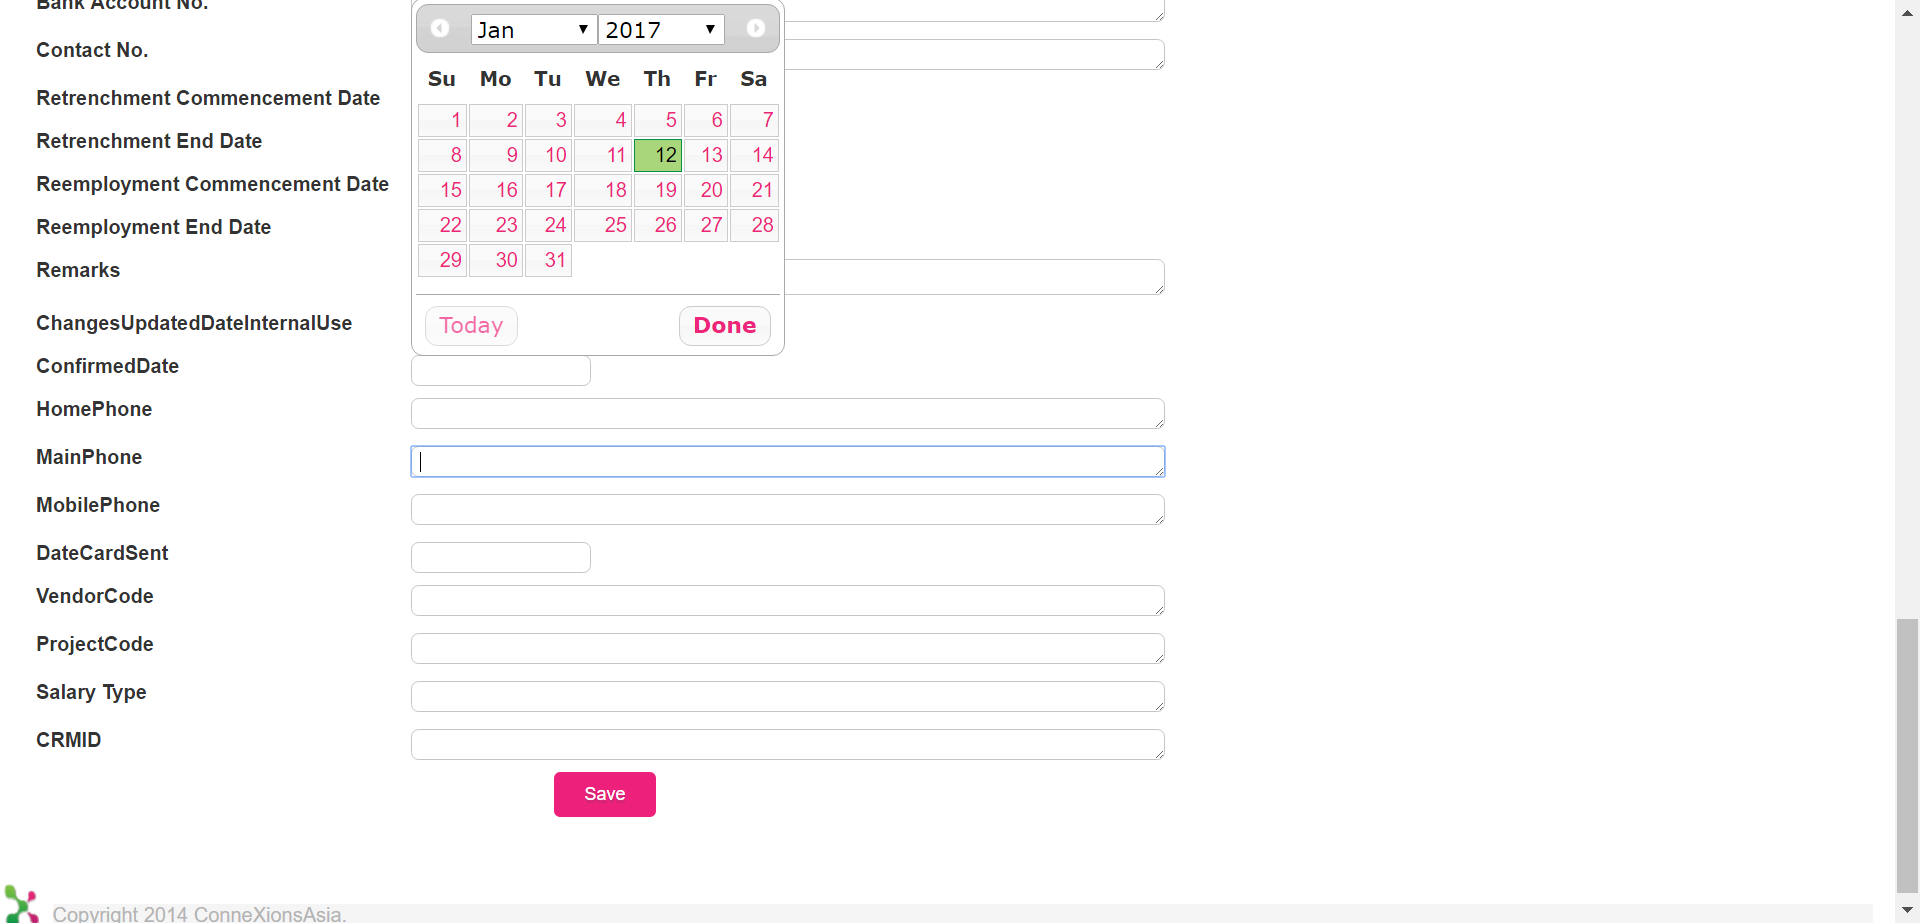 Bank Account No.
Jan 2017
Contact No.
Su Mo Tu We Th Fr Sa
Retrenchment Commencement Date
1 2 3 4 5 6 7
Retrenchment End Date
8 9 10 11 12 13 14
Reemployment Commencement Date
15 16 17 18 19 20 21
Reemployment End Date
22 23 24 25 26 27 28
Remarks
29 30 31
ChangesUpdatedDateInternalUse
Today Done
ConfirmedDate
HomePhone
MainPhone
MobilePhone
DateCardSent
VendorCode
ProjectCode
Salary Type
CRMID
Save
Copyright 2014 ConneXionsAsia.